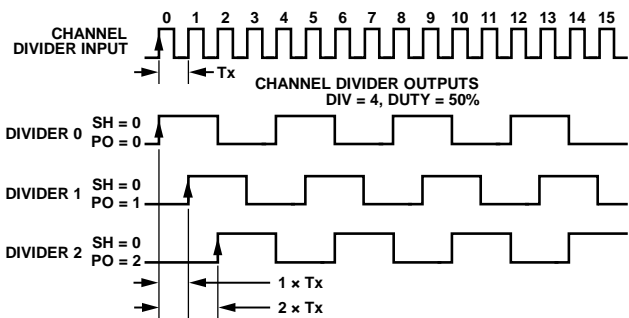 0 1 2 3 4 5 6 7 8 9 10 11 12 13 14 15
CHANNEL
DIVIDER INPUT
Tx
CHANNEL DIVIDER OUTPUTS
DIV = 4, DUTY = 50%
DIVIDER 0
SH = 0
PO = 0
DIVIDER 1
SH = 0
PO = 1
DIVIDER 2
SH = 0
PO = 2
1 × Tx
2 × Tx